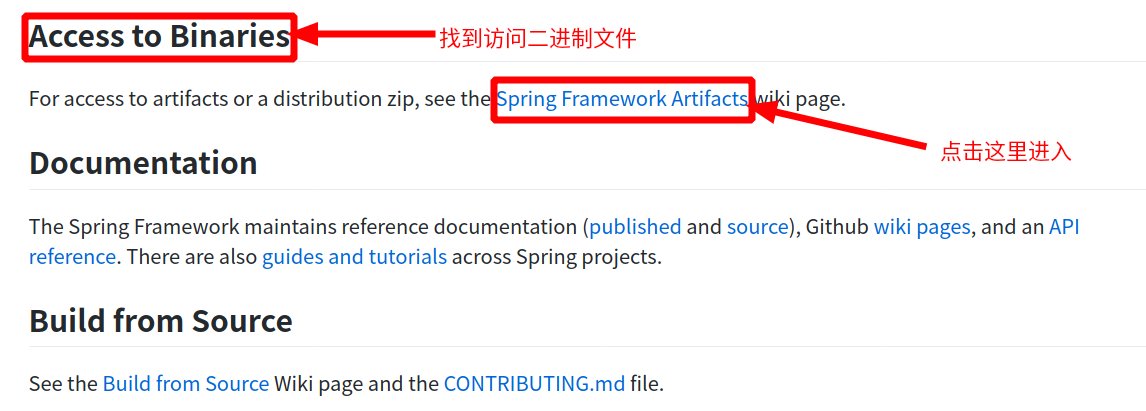 Access to Binaries
找到访问二进制文件
For access to artifacts or a distribution zip, see the Spring Framework Artifacts wiki page.
点击这里进入
Documentation
The Spring Framework maintains reference documentation (published and source), Github wiki pages, and an API
reference. There are also guides and tutorials across Spring projects.
Build from Source
See the Build from Source Wiki page and the CONTRIBUTING.md file.